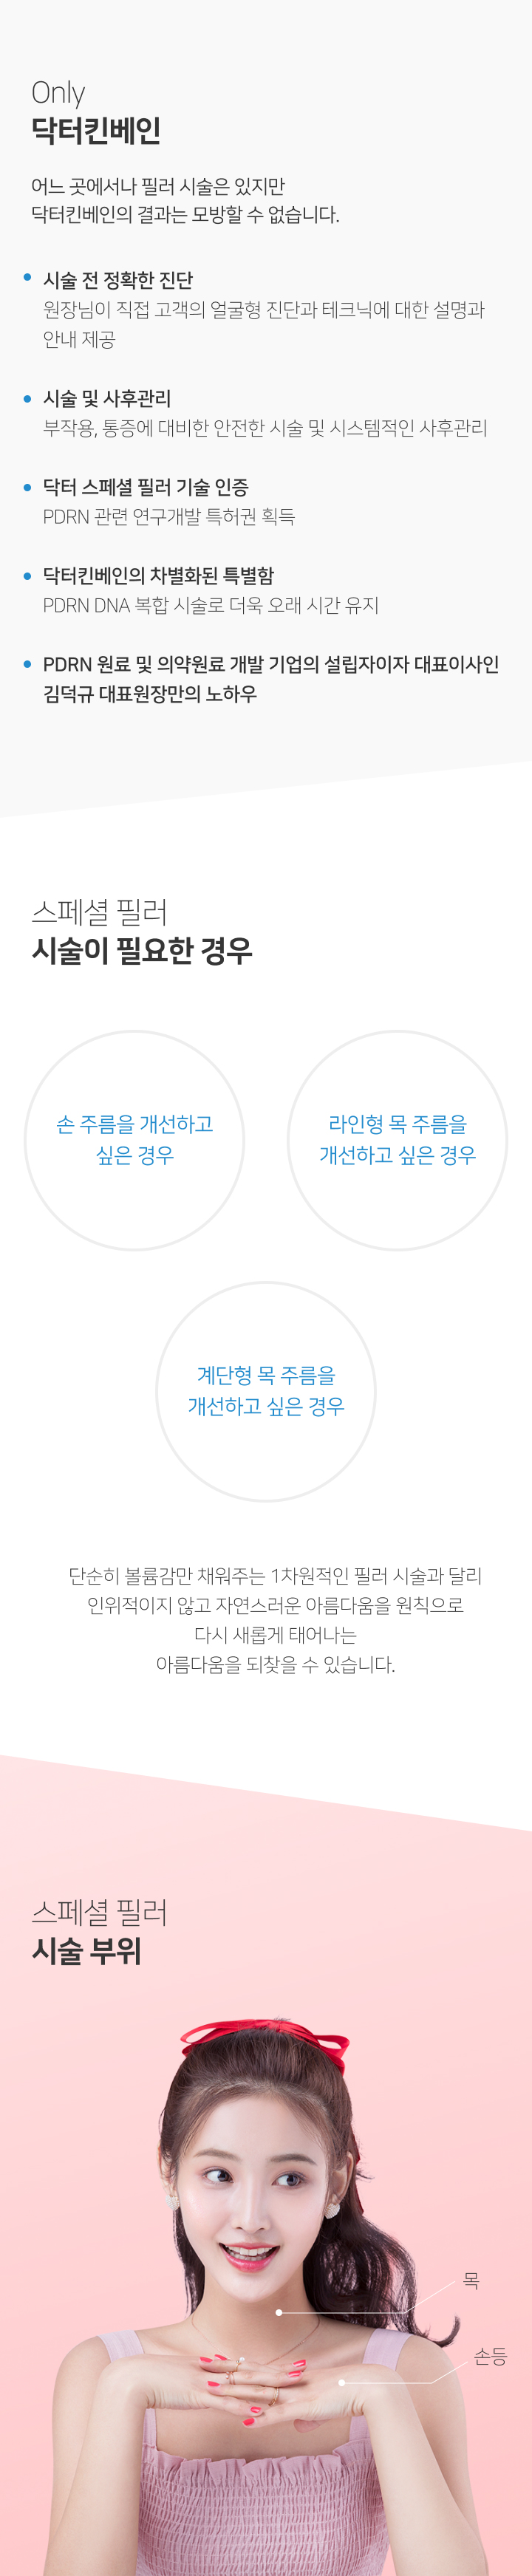 Only
닥터킨베인
어느 곳에서나 필러 시술은 있지만
닥터킨베인의 결과는 모방할 수 없습니다.
시술 전 정확한 진단
원장님이 직접 고객의 얼굴형 진단과 테크닉에 대한 설명과
안내 제공
시술 및 사후관리
부작용, 통증에 대비한 안전한 시술 및 시스템적인 사후관리
닥터 스페셜 필러 기술 인증
PDRN 관련 연구개발 특허권 획득
닥터킨베인의 차별화된 특별함
PDRN DNA 복합 시술로 더욱 오래 시간 유지
PDRN 원료 및 의약원료 개발 기업의 설립자이자 대표이사인
김덕규 대표원장만의 노하우
스페셜 필러
시술이 필요한 경우
손 주름을 개선하고
싶은 경우
라인형 목 주름을
개선하고 싶은 경우
계단형 목 주름을
개선하고 싶은 경우
단순히 볼륨감만 채워주는 1차원적인 필러 시술과 달리
인위적이지 않고 자연스러운 아름다움을 원칙으로
다시 새롭게 태어나는
아름다움을 되찾을 수 있습니다.
스페셜 필러
시술 부위
목
손등